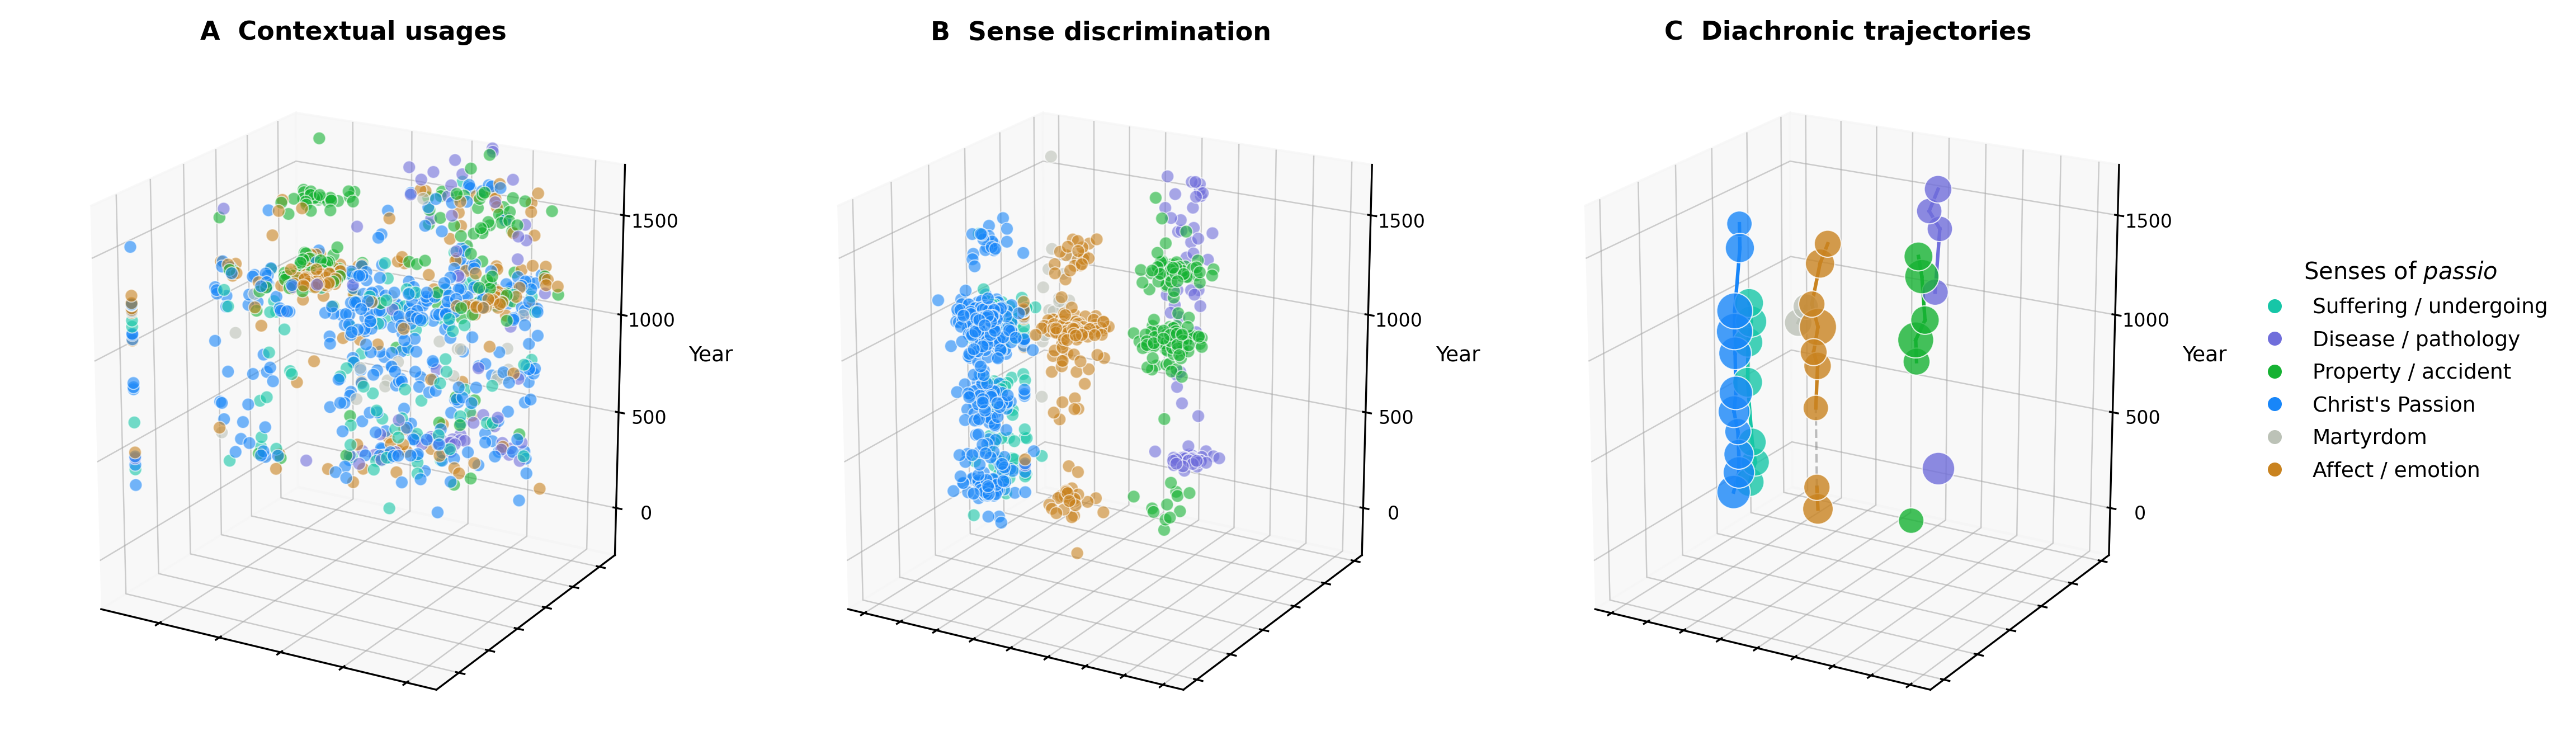 A  Contextual usages
1500
1000
Year
500
0
B  Sense discrimination
1500
1000
Year
500
0
C  Diachronic trajectories
1500
1000
Year
500
0
Senses of passio
Suffering / undergoing
Disease / pathology
Property / accident
Christ's Passion
Martyrdom
Affect / emotion